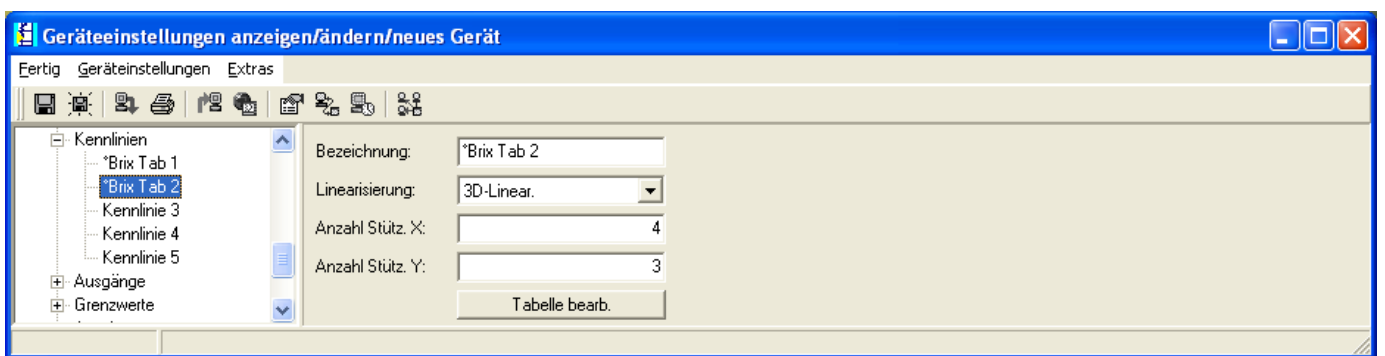 Geräteeinstellungen anzeigen/ändern/neues Gerät
Fertig Geräteinstellungen Extras
Kennlinien
°Brix Tab 1
°Brix Tab 2
Kennlinie 3
Kennlinie 4
Kennlinie 5
Ausgänge
Grenzwerte
Bezeichnung: °Brix Tab 2
Linearisierung: 3D-Linear.
Anzahl Stütz. X: 4
Anzahl Stütz. Y: 3
Tabelle bearb.